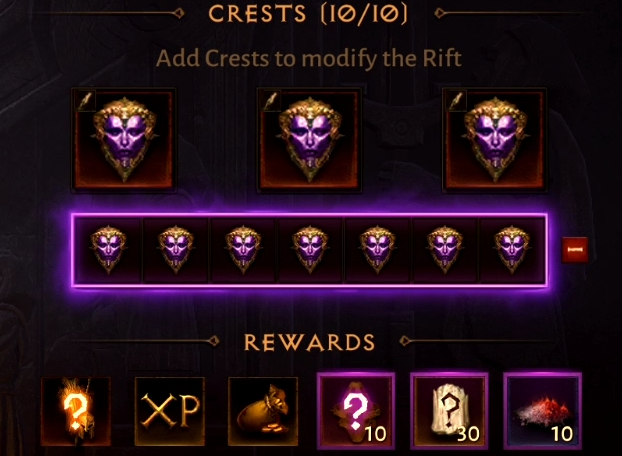 CRESTS (10/10)
Add Crests to modify the Rift
REWARDS
? XP ? 10 ? 30 10